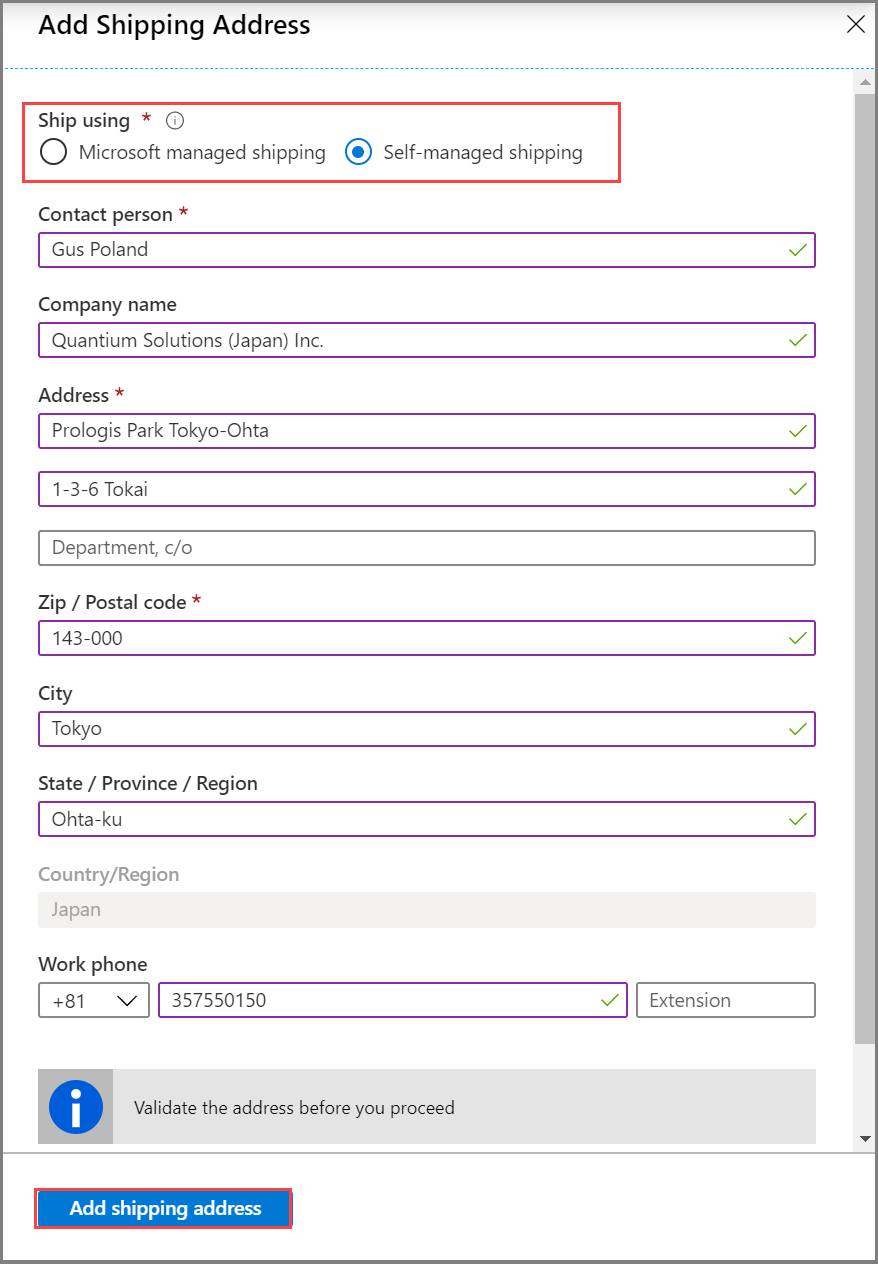 Add Shipping Address
Ship using *
Microsoft managed shipping Self-managed shipping
Contact person *
Gus Poland
Company name
Quantium Solutions (Japan) Inc.
Address *
Prologis Park Tokyo-Ohta
1-3-6 Tokai
Department, c/o
Zip / Postal code *
143-000
City
Tokyo
State / Province / Region
Ohta-ku
Country/Region
Japan
Work phone
+81 357550150 Extension
Validate the address before you proceed
Add shipping address